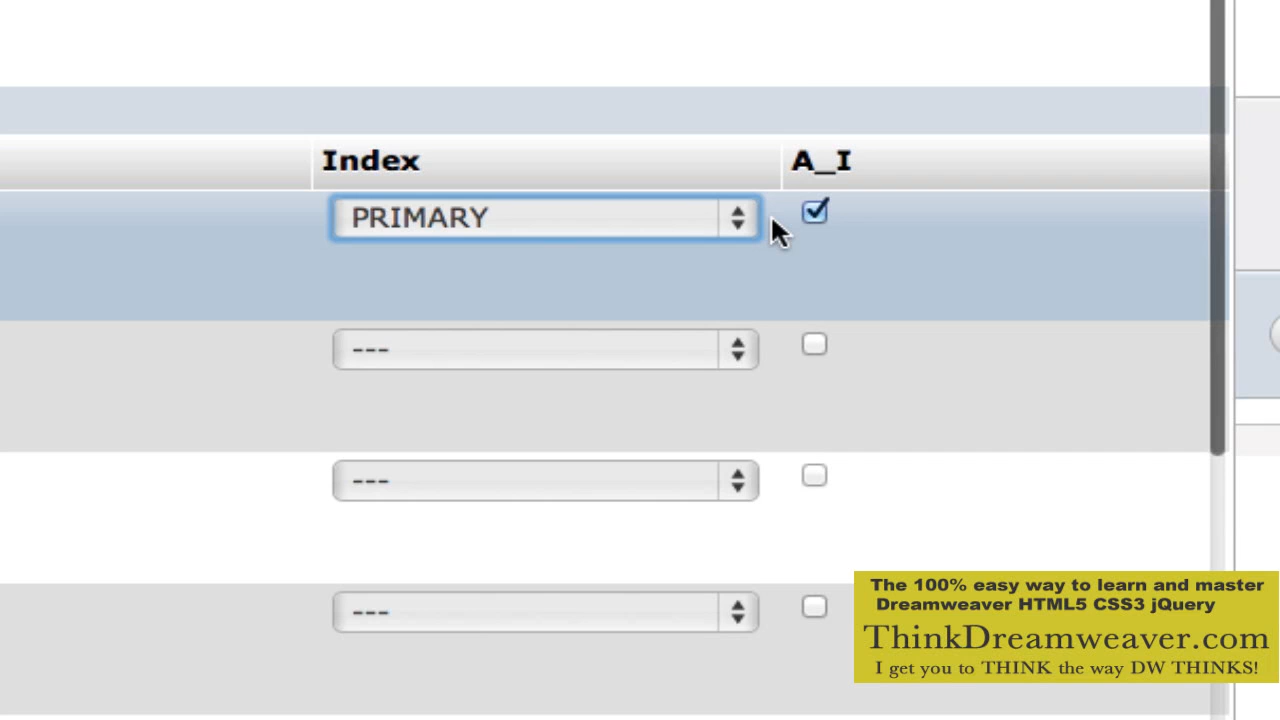 Index
A_I
PRIMARY
---
---
---
The 100% easy way to learn and master
Dreamweaver HTML5 CSS3 jQuery
ThinkDreamweaver.com
I get you to THINK the way DW THINKS!